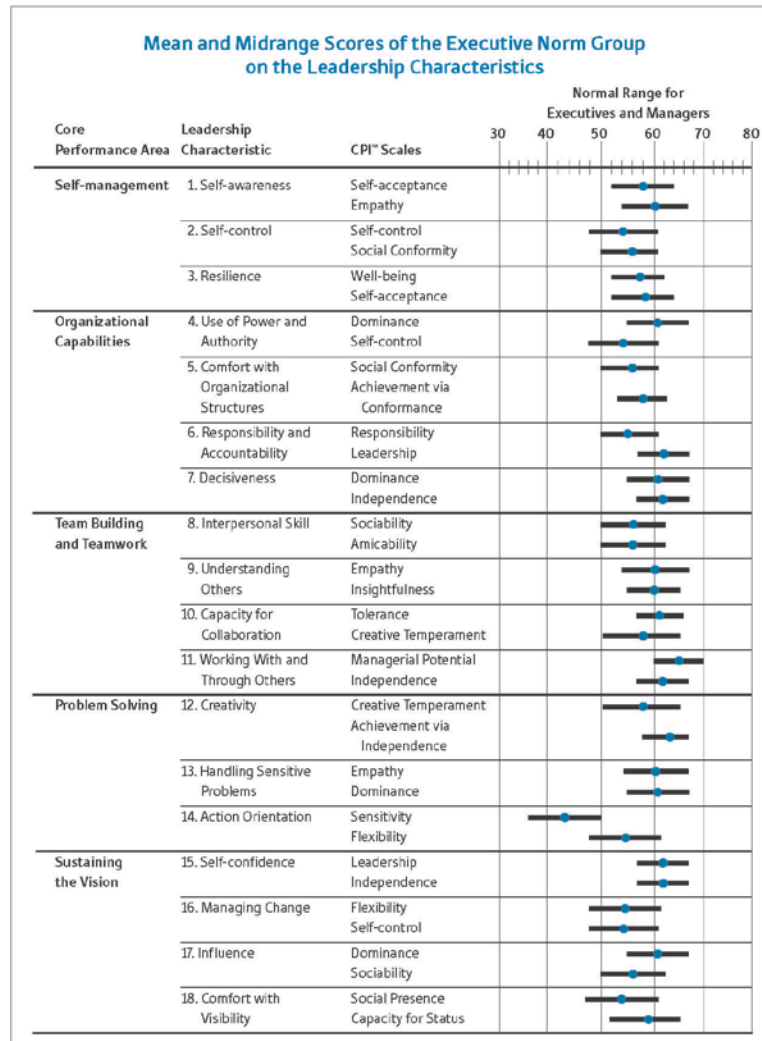 Mean and Midrange Scores of the Executive Norm Group
on the Leadership Characteristics
Normal Range for
Executives and Managers
Core Leadership
Performance Area Characteristic CPI™ Scales
30 40 50 60 70 80
Self-management 1. Self-awareness Self-acceptance
Empathy
2. Self-control Self-control
Social Conformity
3. Resilience Well-being
Self-acceptance
Organizational 4. Use of Power and Dominance
Capabilities Authority Self-control
5. Comfort with Social Conformity
Organizational Achievement via
Structures Conformance
6. Responsibility and Responsibility
Accountability Leadership
7. Decisiveness Dominance
Independence
Team Building 8. Interpersonal Skill Sociability
and Teamwork Amicability
9. Understanding Empathy
Others Insightfulness
10. Capacity for Tolerance
Collaboration Creative Temperament
11. Working With and Managerial Potential
Through Others Independence
Problem Solving 12. Creativity Creative Temperament
Achievement via
Independence
13. Handling Sensitive Empathy
Problems Dominance
14. Action Orientation Sensitivity
Flexibility
Sustaining 15. Self-confidence Leadership
the Vision Independence
16. Managing Change Flexibility
Self-control
17. Influence Dominance
Sociability
18. Comfort with Social Presence
Visibility Capacity for Status